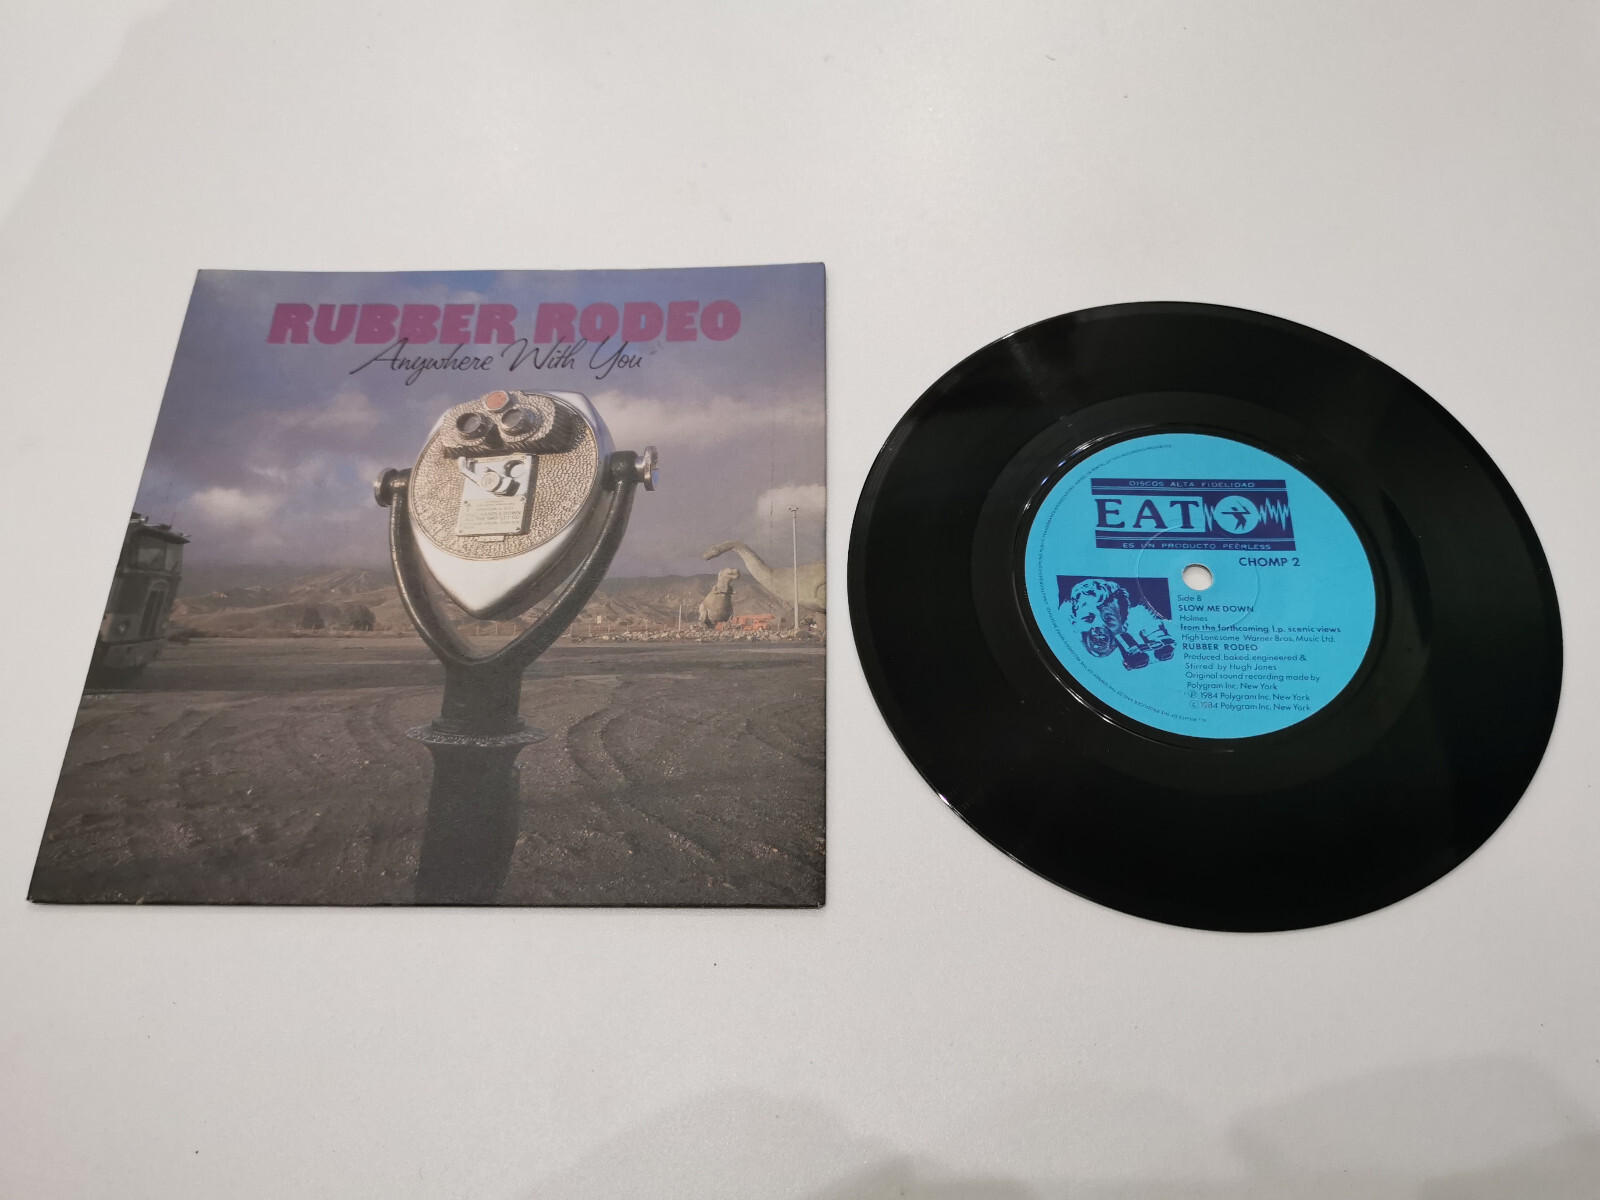 RUBBER RODEO
Anywhere With You
DISCOS ALTA FIDELIDAD
EAT
ES UN PRODUCTO PEERLESS
CHOMP 2
Side B
SLOW ME DOWN
Holmes
from the forthcoming l.p. scenic views
High Lonesome Warner Bros. Music Ltd.
RUBBER RODEO
Produced, baked, engineered &
Stirred by Hugh Jones
Original sound recording made by
Polygram Inc. New York
℗ 1984 Polygram Inc. New York
© 1984 Polygram Inc. New York